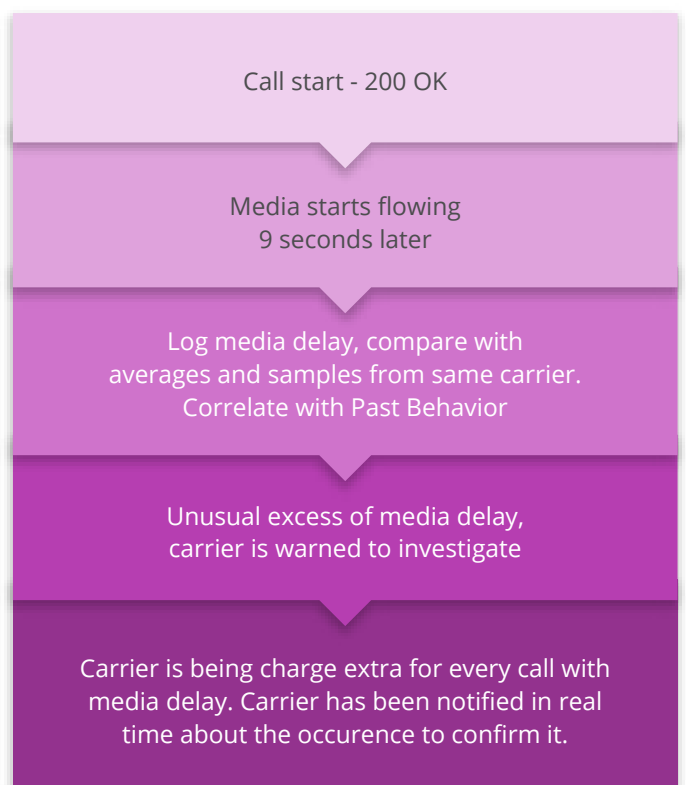 Call start - 200 OK
Media starts flowing
9 seconds later
Log media delay, compare with
averages and samples from same carrier.
Correlate with Past Behavior
Unusual excess of media delay,
carrier is warned to investigate
Carrier is being charge extra for every call with
media delay. Carrier has been notified in real
time about the occurence to confirm it.